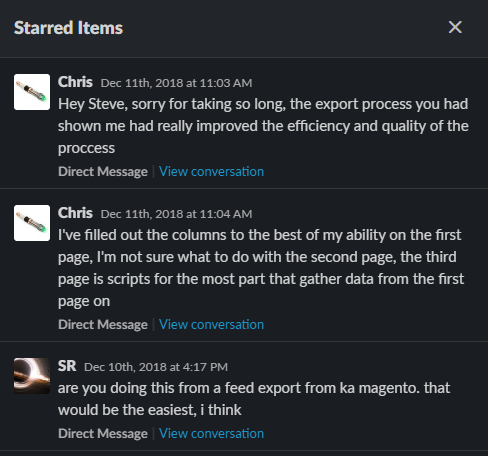 Starred Items
Chris Dec 11th, 2018 at 11:03 AM
Hey Steve, sorry for taking so long, the export process you had
shown me had really improved the efficiency and quality of the
proccess
Direct Message | View conversation
Chris Dec 11th, 2018 at 11:04 AM
I've filled out the columns to the best of my ability on the first
page, I'm not sure what to do with the second page, the third
page is scripts for the most part that gather data from the first
page on
Direct Message | View conversation
SR Dec 10th, 2018 at 4:17 PM
are you doing this from a feed export from ka magento. that
would be the easiest, i think
Direct Message | View conversation